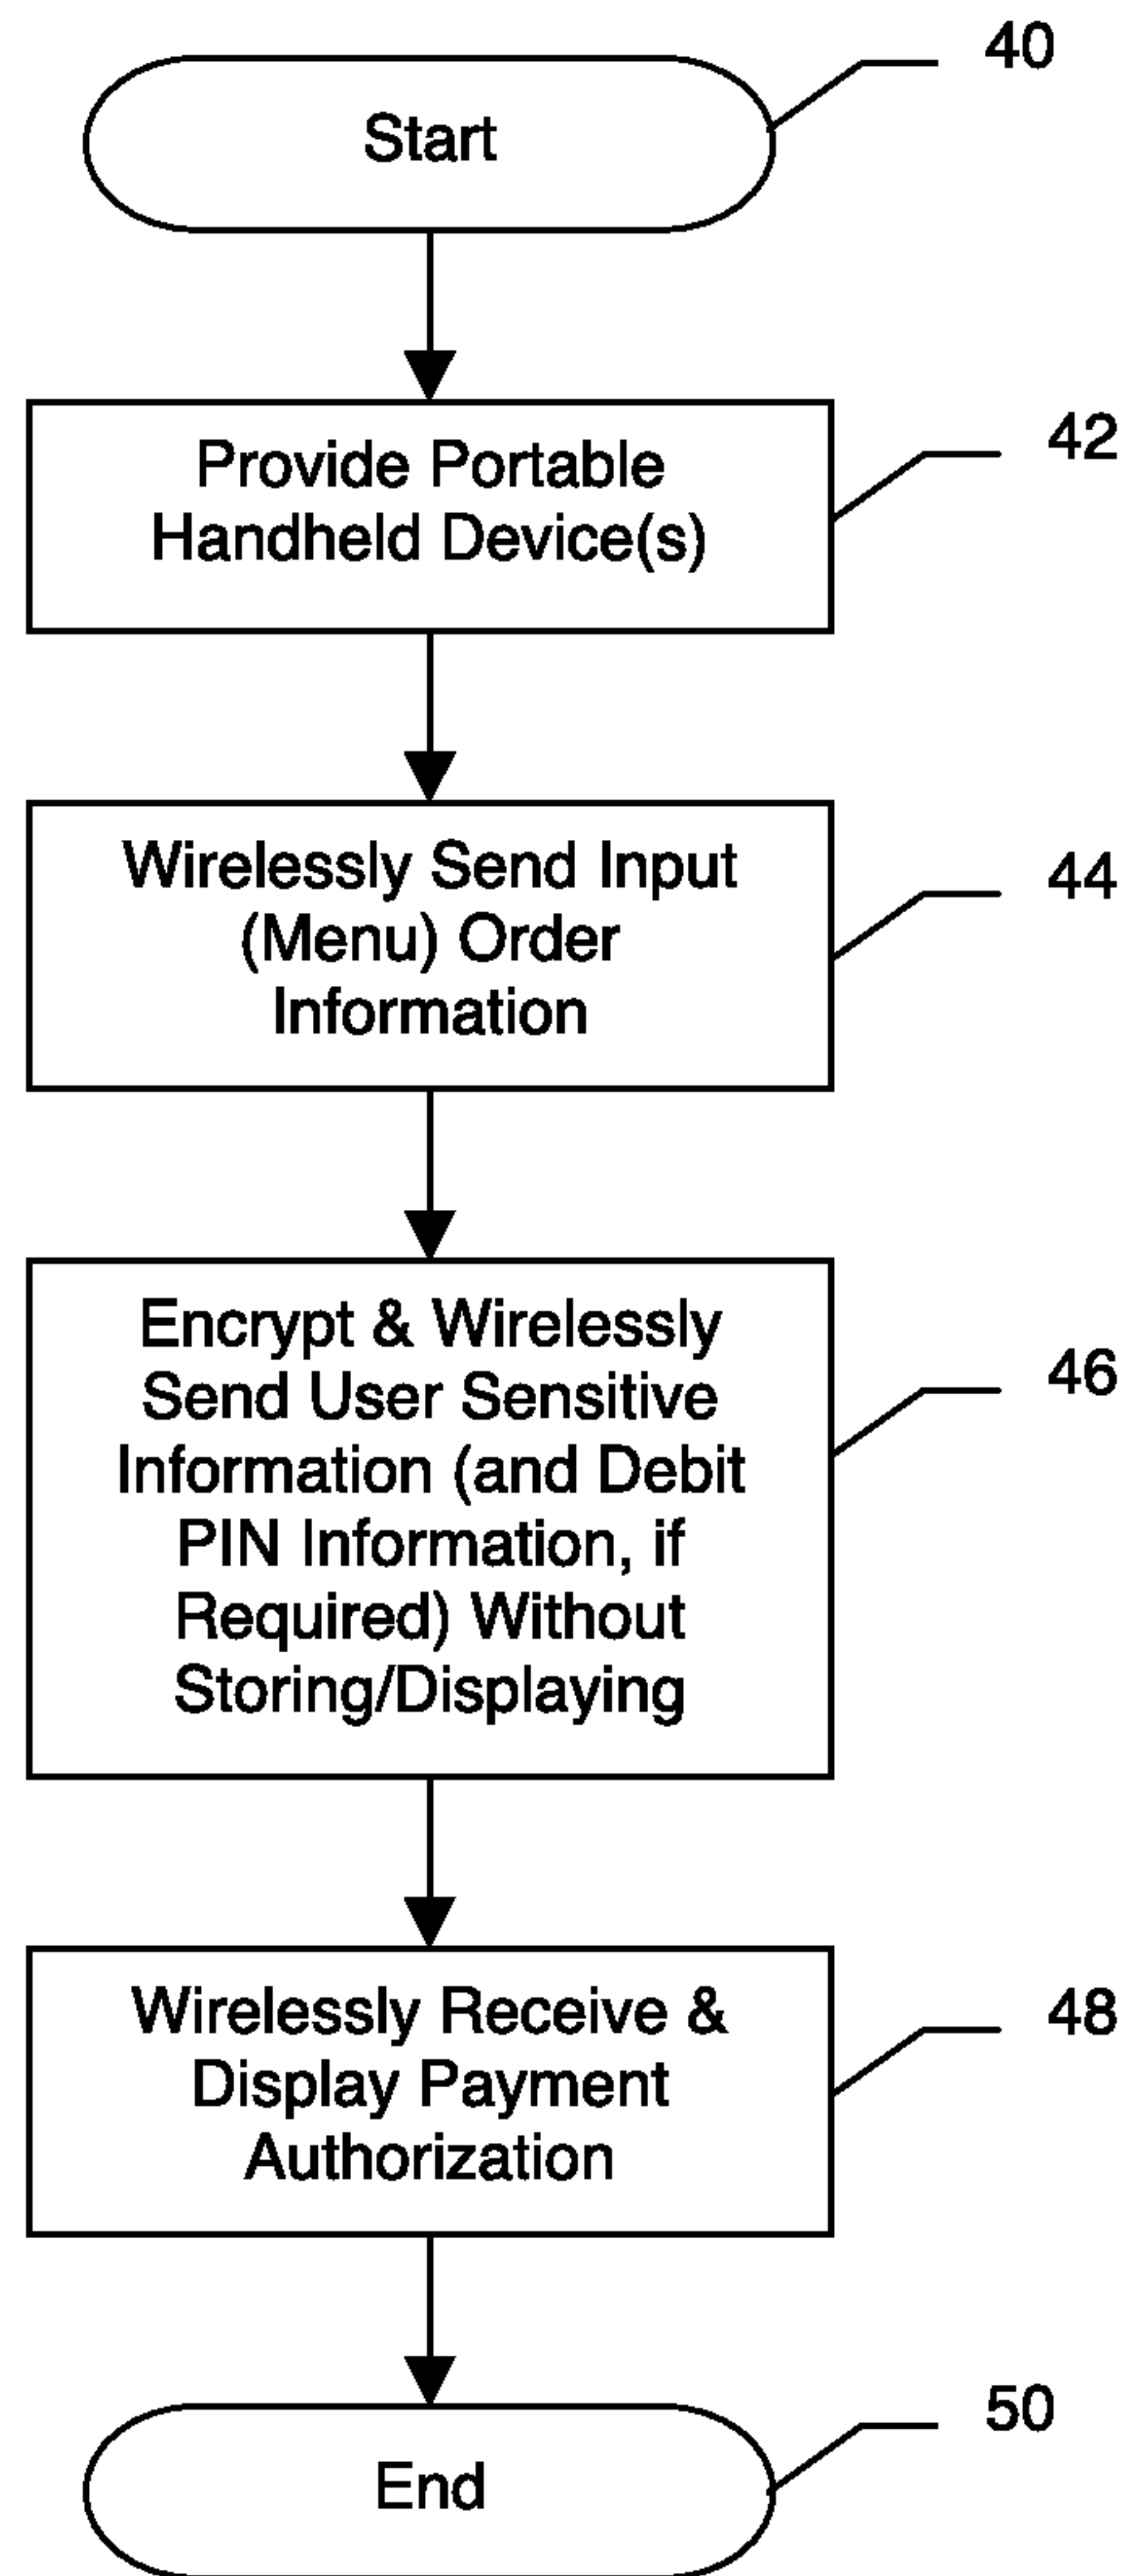 40
Start
42
Provide Portable
Handheld Device(s)
44
Wirelessly Send Input
(Menu) Order
Information
46
Encrypt & Wirelessly
Send User Sensitive
Information (and Debit
PIN Information, if
Required) Without
Storing/Displaying
48
Wirelessly Receive &
Display Payment
Authorization
50
End